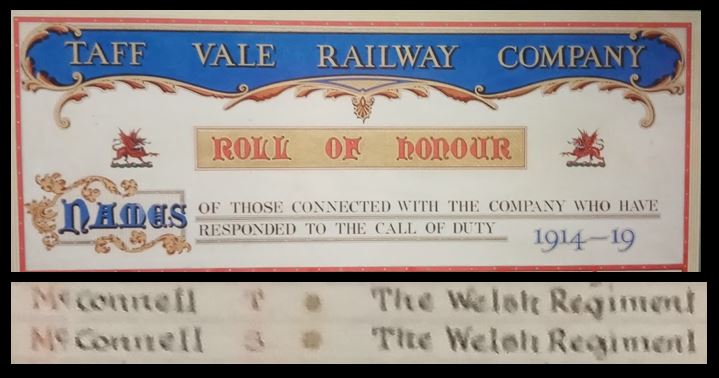 TAFF VALE RAILWAY COMPANY
ROLL OF HONOUR
NAMES OF THOSE CONNECTED WITH THE COMPANY WHO HAVE
RESPONDED TO THE CALL OF DUTY 1914–19
McConnell T The Welsh Regiment
McConnell S The Welsh Regiment